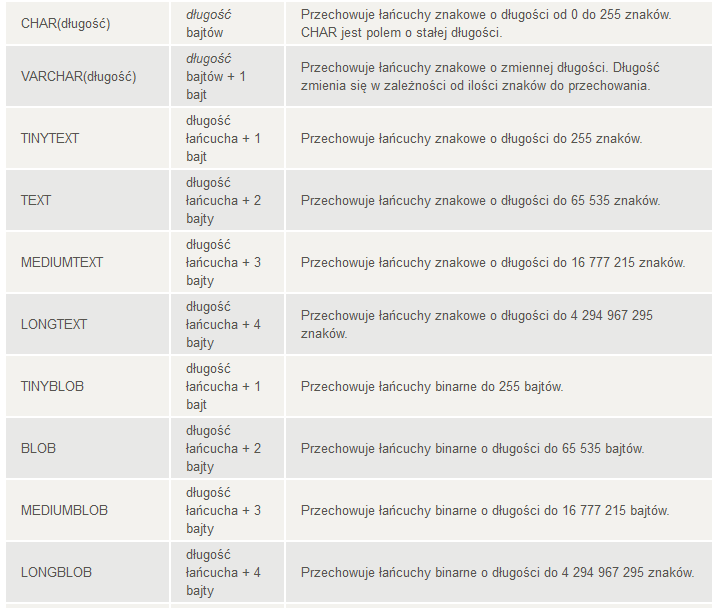 CHAR(długość)
długość
bajtów
Przechowuje łańcuchy znakowe o długości od 0 do 255 znaków.
CHAR jest polem o stałej długości.
VARCHAR(długość)
długość
bajtów + 1
bajt
Przechowuje łańcuchy znakowe o zmiennej długości. Długość
zmienia się w zależności od ilości znaków do przechowania.
TINYTEXT
długość
łańcucha + 1
bajt
Przechowuje łańcuchy znakowe o długości do 255 znaków.
TEXT
długość
łańcucha + 2
bajty
Przechowuje łańcuchy znakowe o długości do 65 535 znaków.
MEDIUMTEXT
długość
łańcucha + 3
bajty
Przechowuje łańcuchy znakowe o długości do 16 777 215 znaków.
LONGTEXT
długość
łańcucha + 4
bajty
Przechowuje łańcuchy znakowe o długości do 4 294 967 295
znaków.
TINYBLOB
długość
łańcucha + 1
bajt
Przechowuje łańcuchy binarne do 255 bajtów.
BLOB
długość
łańcucha + 2
bajty
Przechowuje łańcuchy binarne o długości do 65 535 bajtów.
MEDIUMBLOB
długość
łańcucha + 3
bajty
Przechowuje łańcuchy binarne o długości do 16 777 215 bajtów.
LONGBLOB
długość
łańcucha + 4
bajty
Przechowuje łańcuchy binarne o długości do 4 294 967 295 znaków.